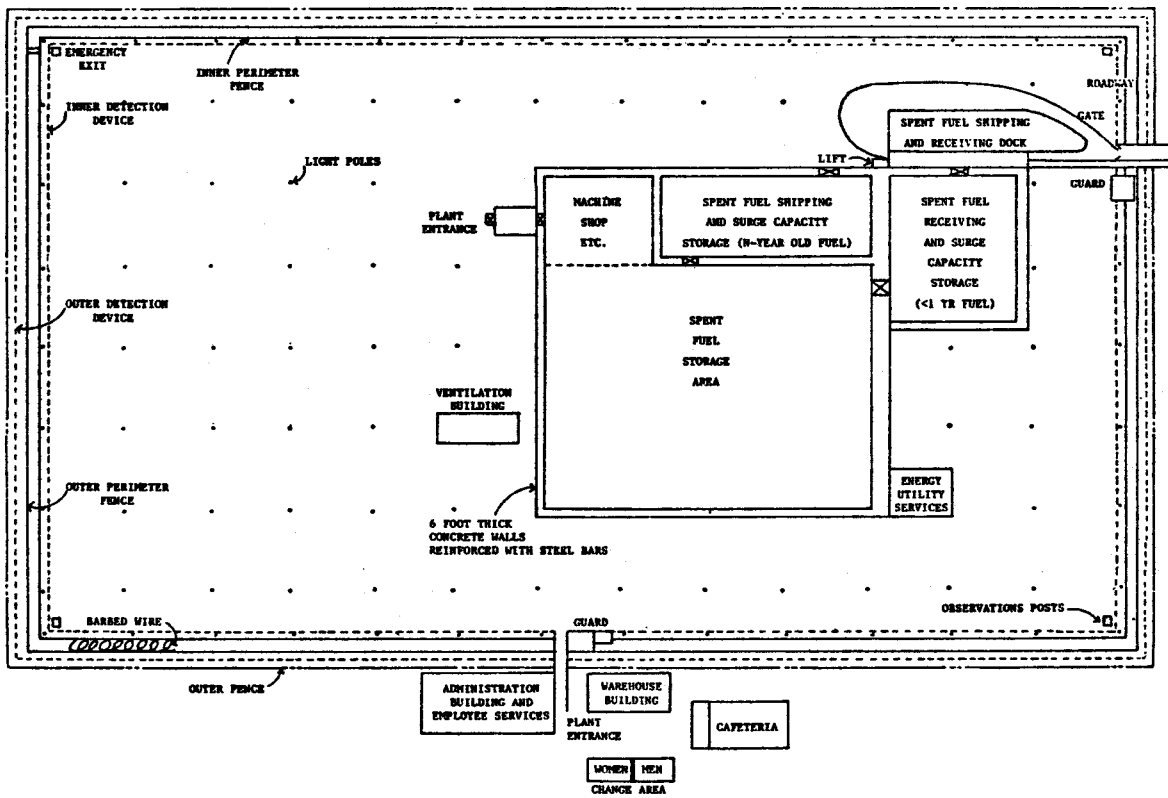 EMERGENCY
EXIT
INNER PERIMETER
FENCE
ROADWAY
INNER DETECTION
DEVICE
GATE
SPENT FUEL SHIPPING
AND RECEIVING DOCK
LIGHT POLES
LIFT
GUARD
PLANT
ENTRANCE
MACHINE
SHOP
ETC.
SPENT FUEL SHIPPING
AND SURGE CAPACITY
STORAGE (N-YEAR OLD FUEL)
SPENT FUEL
RECEIVING
AND SURGE
CAPACITY
STORAGE
(<1 YR FUEL)
OUTER DETECTION
DEVICE
SPENT
FUEL
STORAGE
AREA
VENTILATION
BUILDING
OUTER PERIMETER
FENCE
ENERGY
UTILITY
SERVICES
6 FOOT THICK
CONCRETE WALLS
REINFORCED WITH STEEL BARS
BARBED WIRE
GUARD
OBSERVATIONS POSTS
OUTER FENCE
ADMINISTRATION
BUILDING AND
EMPLOYEE SERVICES
WAREHOUSE
BUILDING
PLANT
ENTRANCE
CAFETERIA
WOMEN MEN
CHANGE AREA